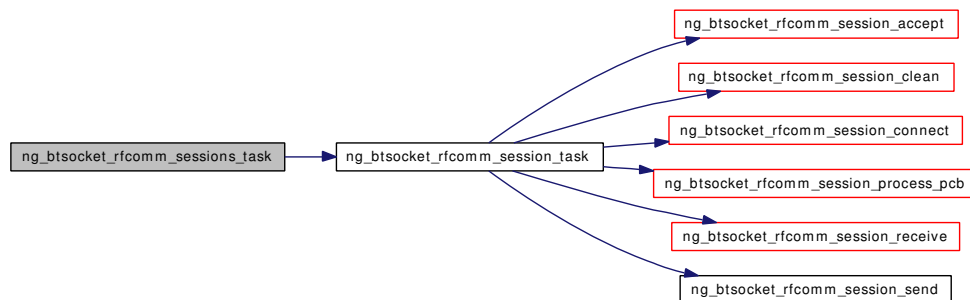 ng_btsocket_rfcomm_session_accept
ng_btsocket_rfcomm_session_clean
ng_btsocket_rfcomm_session_connect
ng_btsocket_rfcomm_sessions_task
ng_btsocket_rfcomm_session_task
ng_btsocket_rfcomm_session_process_pcb
ng_btsocket_rfcomm_session_receive
ng_btsocket_rfcomm_session_send